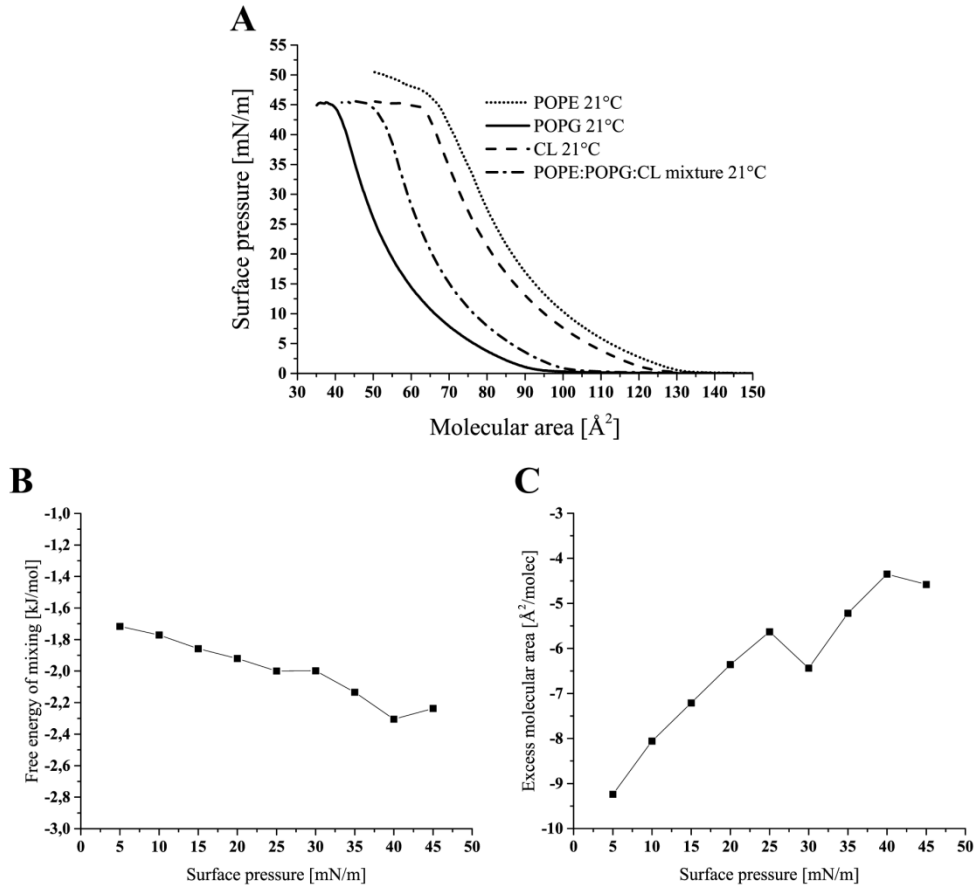 A
Surface pressure [mN/m]
55
50
45
40
35
30
25
20
15
10
5
0
30 40 50 60 70 80 90 100 110 120 130 140 150
Molecular area [Å²]
POPE 21°C
POPG 21°C
CL 21°C
POPE:POPG:CL mixture 21°C
B
Free energy of mixing [kJ/mol]
-1,0
-1,2
-1,4
-1,6
-1,8
-2,0
-2,2
-2,4
-2,6
-2,8
-3,0
0 5 10 15 20 25 30 35 40 45 50
Surface pressure [mN/m]
C
Excess molecular area [Å²/molec]
-3
-4
-5
-6
-7
-8
-9
-10
0 5 10 15 20 25 30 35 40 45 50
Surface pressure [mN/m]